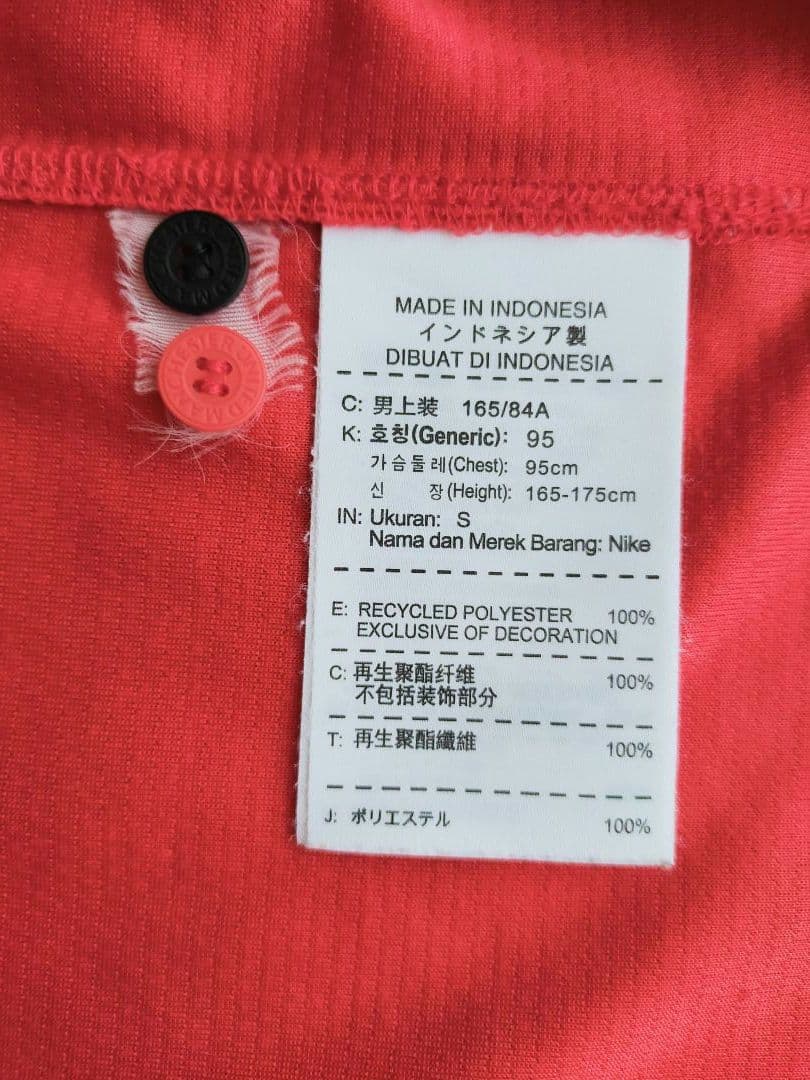 MADE IN INDONESIA
インドネシア製
DIBUAT DI INDONESIA
C: 男上装 165/84A
K: 호칭(Generic): 95
가슴둘레(Chest): 95cm
신 장(Height): 165-175cm
IN: Ukuran: S
Nama dan Merek Barang: Nike
E: RECYCLED POLYESTER 100%
EXCLUSIVE OF DECORATION
C: 再生聚酯纤维 100%
不包括装饰部分
T: 再生聚酯纖維 100%
J: ポリエステル 100%